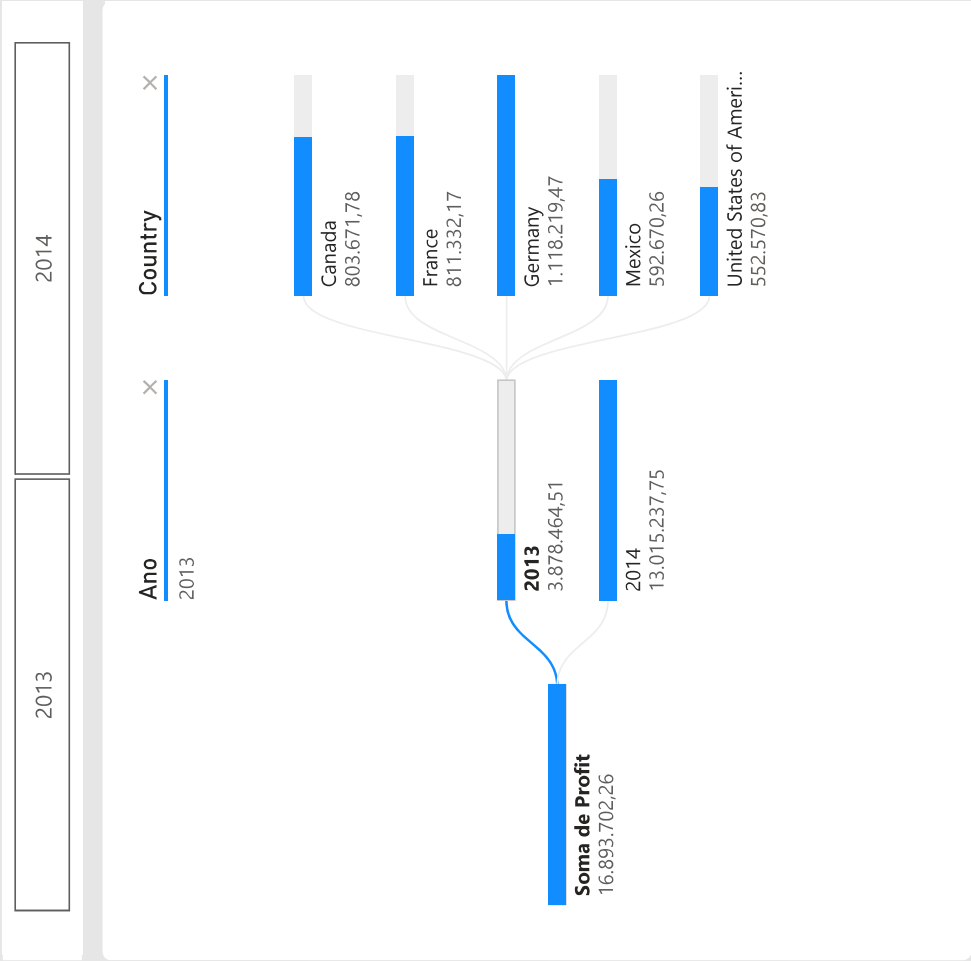 2013
2014
Ano
2013
Country
Soma de Profit
16.893.702,26
2013
3.878.464,51
2014
13.015.237,75
Canada
803.671,78
France
811.332,17
Germany
1.118.219,47
Mexico
592.670,26
United States of Ameri...
552.570,83